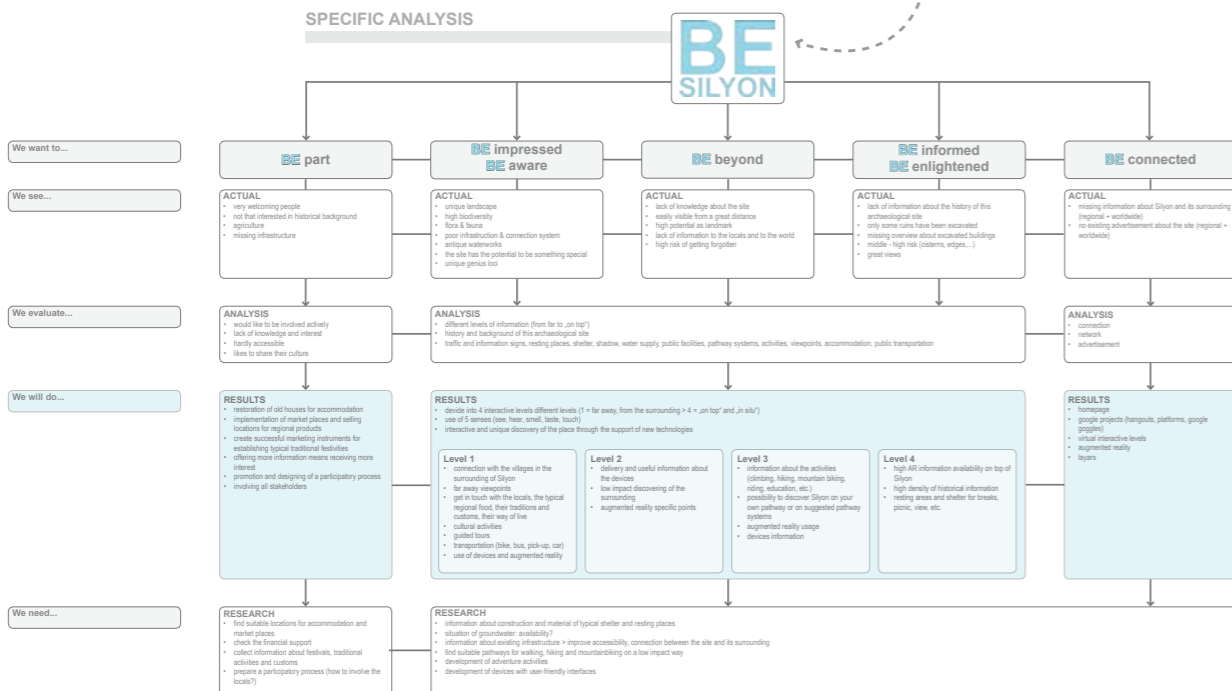 SPECIFIC ANALYSIS
BE
SILYON
We want to...
BE part
BE impressed
BE aware
BE beyond
BE informed
BE enlightened
BE connected
We see...
ACTUAL
• very welcoming people
• not that interested in historical background
• agriculture
• missing infrastructure
ACTUAL
• unique landscape
• high biodiversity
• flora & fauna
• poor infrastruction & connection system
• antique waterworks
• the site has the potential to be something special
• unique genius loci
ACTUAL
• lack of knowledge about the site
• easily visible from a great distance
• high potential as landmark
• lack of information to the locals and to the world
• high risk of getting forgotten
ACTUAL
• lack of information about the history of this
archaeological site
• only some ruins have been excavated
• missing overview about excavated buildings
• middle - high risk (cisterns, edges,...)
• great views
ACTUAL
• missing information about Silyon and its surrounding
(regional + worldwide)
• no existing advertisement about the site (regional +
worldwide)
We evaluate...
ANALYSIS
• would like to be involved actively
• lack of knowledge and interest
• hardly accessible
• likes to share their culture
ANALYSIS
• different levels of information (from far to „on top“)
• history and background of this archaeological site
• traffic and information signs, resting places, shelter, shadow, water supply, public facilities, pathway systems, activities, viewpoints, accommodation, public transportation
ANALYSIS
• connection
• network
• advertisement
We will do...
RESULTS
• restoration of old houses for accommodation
• implementation of market places and selling
locations for regional products
• create successful marketing instruments for
establishing typical traditional festivities
• offering more information means receiving more
interest
• promotion and designing of a participatory process
• involving all stakeholders
RESULTS
• devide into 4 interactive levels different levels (1 = far away, from the surrounding > 4 = „on top“ and „in situ“)
• use of 5 senses (see, hear, smell, taste, touch)
• interactive and unique discovery of the place through the support of new technologies
Level 1
• connection with the villages in the
surrounding of Silyon
• far away viewpoints
• get in touch with the locals, the typical
regional food, their traditions and
customs, their way of live
• cultural activities
• guided tours
• transportation (bike, bus, pick-up, car)
• use of devices and augmented reality
Level 2
• delivery and useful information about
the devices
• low impact discovering of the
surrounding
• augmented reality specific points
Level 3
• information about the activities
(climbing, hiking, mountain biking,
riding, education, etc.)
• possibility to discover Silyon on your
own pathway or on suggested pathway
systems
• augmented reality usage
• devices information
Level 4
• high AR information availability on top of
Silyon
• high density of historical information
• resting areas and shelter for breaks,
picnic, view, etc.
RESULTS
• homepage
• google projects (hangouts, platforms, google
goggles)
• virtual interactive levels
• augmented reality
• layars
We need...
RESEARCH
• find suitable locations for accommodation and
market places
• check the financial support
• collect information about festivals, traditional
activities and customs
• prepare a participatory process (how to involve the
locals?)
RESEARCH
• information about construction and material of typical shelter and resting places
• situation of groundwater: availability?
• information about existing infrastructure > improve accessibility, connection between the site and its surrounding
• find suitable pathways for walking, hiking and mountainbiking on a low impact way
• development of adventure activities
• development of devices with user-friendly interfaces